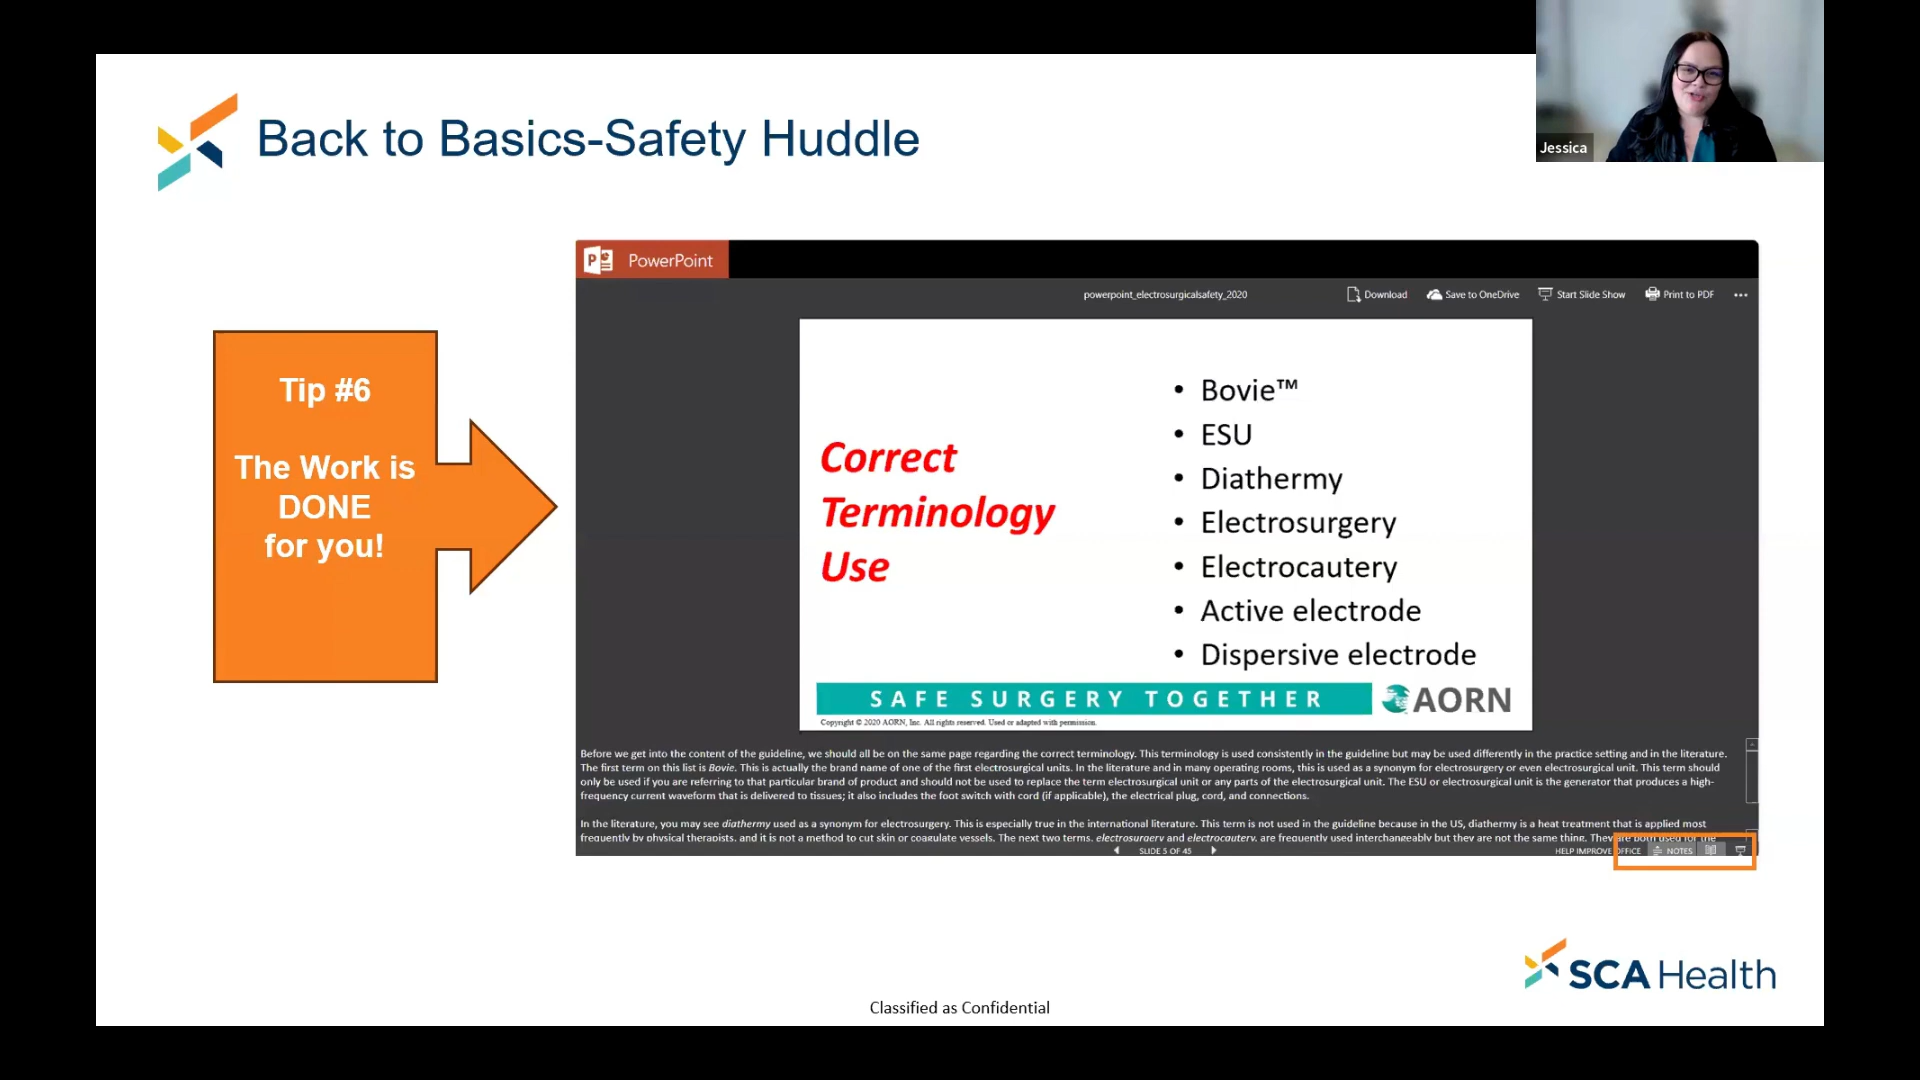 Jessica
Back to Basics-Safety Huddle
Tip #6
The Work is
DONE
for you!
PowerPoint
powerpoint_electrosurgicalsafety_2020
Download
Save to OneDrive
Start Slide Show
Print to PDF
Correct
Terminology
Use
• Bovie™
• ESU
• Diathermy
• Electrosurgery
• Electrocautery
• Active electrode
• Dispersive electrode
SAFE SURGERY TOGETHER
AORN
Copyright © 2020 AORN, Inc. All rights reserved. Used or adapted with permission.
Before we get into the content of the guideline, we should all be on the same page regarding the correct terminology. This terminology is used consistently in the guideline but may be used differently in the practice setting and in the literature.
The first term on this list is Bovie. This is actually the brand name of one of the first electrosurgical units. In the literature and in many operating rooms, this is used as a synonym for electrosurgery or even electrosurgical unit. This term should
only be used if you are referring to that particular brand of product and should not be used to replace the term electrosurgical unit or any parts of the electrosurgical unit. The ESU or electrosurgical unit is the generator that produces a high-
frequency current waveform that is delivered to tissues; it also includes the foot switch with cord (if applicable), the electrical plug, cord, and connections.
In the literature, you may see diathermy used as a synonym for electrosurgery. This is especially true in the international literature. This term is not used in the guideline because in the US, diathermy is a heat treatment that is applied most
frequently by physical therapists, and it is not a method to cut skin or coagulate vessels. The next two terms, electrosurgery and electrocautery, are frequently used interchangeably but they are not the same thing. They are both used for the
SLIDE 5 OF 45
HELP IMPROVE OFFICE
NOTES
SCA Health
Classified as Confidential